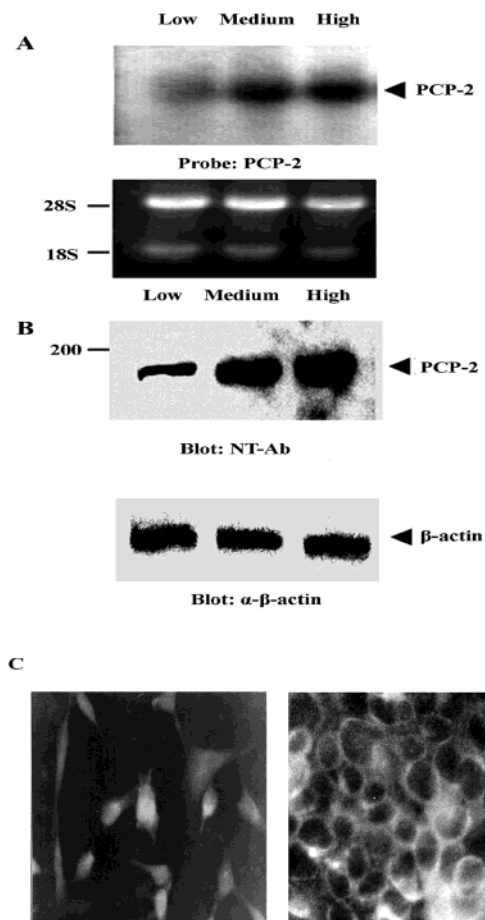 Low Medium High
A
PCP-2
Probe: PCP-2
28S
18S
Low Medium High
B
200
PCP-2
Blot: NT-Ab
β-actin
Blot: α-β-actin
C